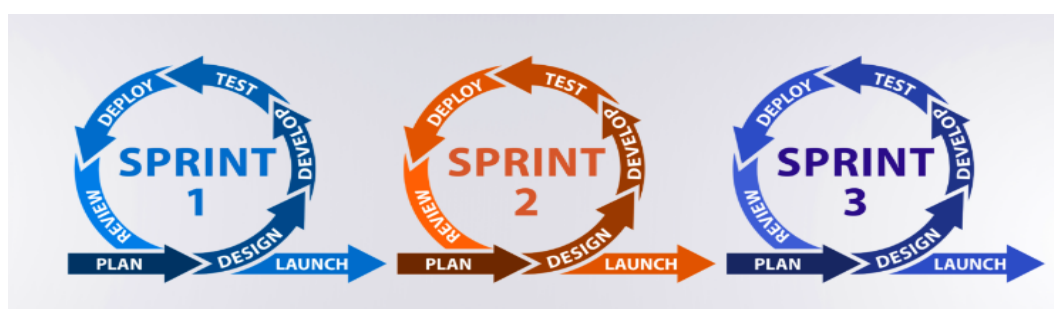 DEPLOY
TEST
DEVELOP
SPRINT
1
REVIEW
PLAN
DESIGN
LAUNCH
DEPLOY
TEST
DEVELOP
SPRINT
2
REVIEW
PLAN
DESIGN
LAUNCH
DEPLOY
TEST
DEVELOP
SPRINT
3
REVIEW
PLAN
DESIGN
LAUNCH